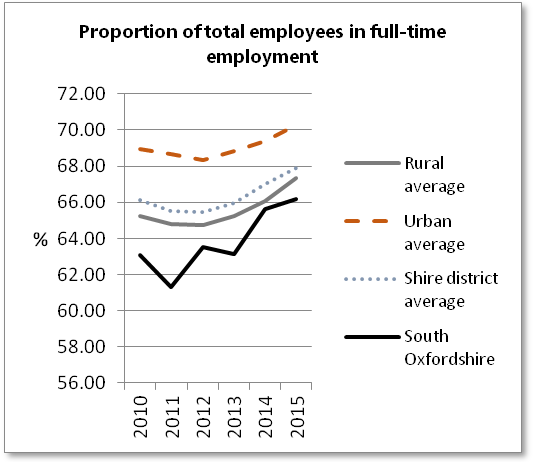 Proportion of total employees in full-time
employment
72.00
70.00
68.00
66.00
64.00
62.00
60.00
58.00
56.00
%
2010
2011
2012
2013
2014
2015
Rural
average
Urban
average
Shire district
average
South
Oxfordshire